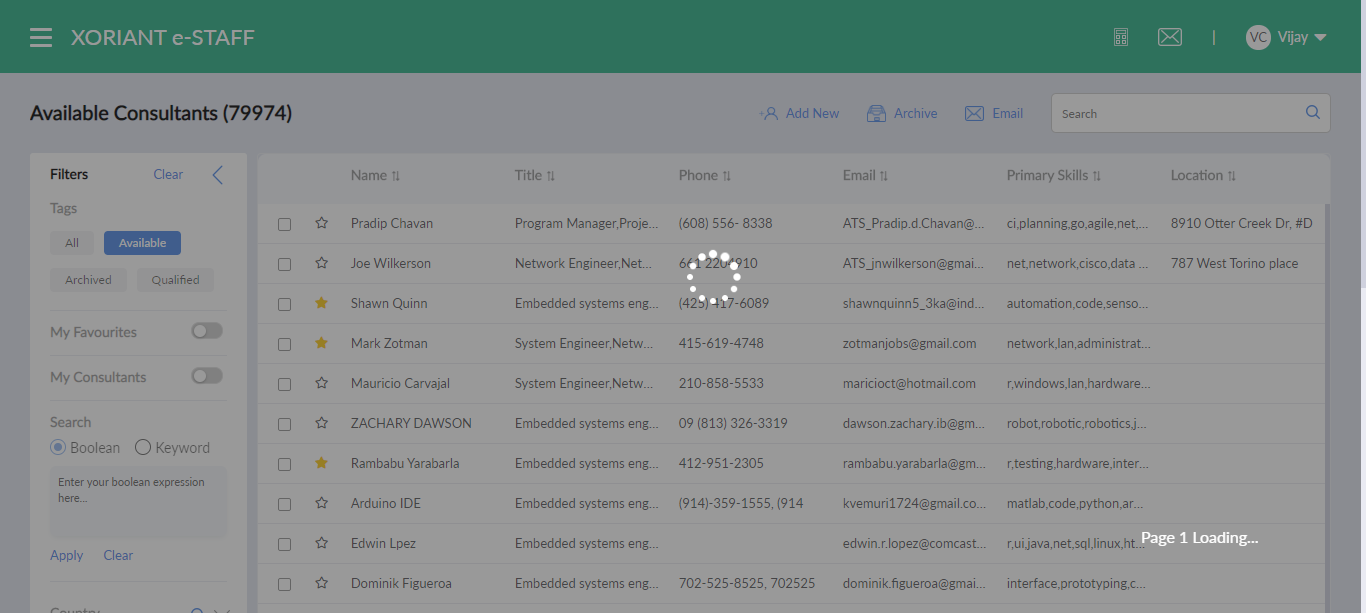 XORIANT e-STAFF
VC Vijay
Available Consultants (79974)
Add New Archive Email Search
Filters Clear
Tags
All Available
Archived Qualified
My Favourites
My Consultants
Search
Boolean Keyword
Enter your boolean expression
here...
Apply Clear
Country
Name Title Phone Email Primary Skills Location
Pradip Chavan Program Manager,Proje... (608) 556- 8338 ATS_Pradip.d.Chavan@... ci,planning,go,agile,net,... 8910 Otter Creek Dr, #D
Joe Wilkerson Network Engineer,Net... 661 2204910 ATS_jnwilkerson@gmai... net,network,cisco,data ... 787 West Torino place
Shawn Quinn Embedded systems eng... (425) 417-6089 shawnquinn5_3ka@ind... automation,code,senso...
Mark Zotman System Engineer,Netw... 415-619-4748 zotmanjobs@gmail.com network,lan,administrat...
Mauricio Carvajal System Engineer,Netw... 210-858-5533 maricioct@hotmail.com r,windows,lan,hardware...
ZACHARY DAWSON Embedded systems eng... 09 (813) 326-3319 dawson.zachary.ib@gm... robot,robotic,robotics,j...
Rambabu Yarabarla Embedded systems eng... 412-951-2305 rambabu.yarabarla@gm... r,testing,hardware,inter...
Arduino IDE Embedded systems eng... (914)-359-1555, (914 kvemuri1724@gmail.co... matlab,code,python,ar...
Edwin Lpez Embedded systems eng... edwin.r.lopez@comcast... r,ui,java,net,sql,linux,ht...
Page 1 Loading...
Dominik Figueroa Embedded systems eng... 702-525-8525, 702525 dominik.figueroa@gmai... interface,prototyping,c...